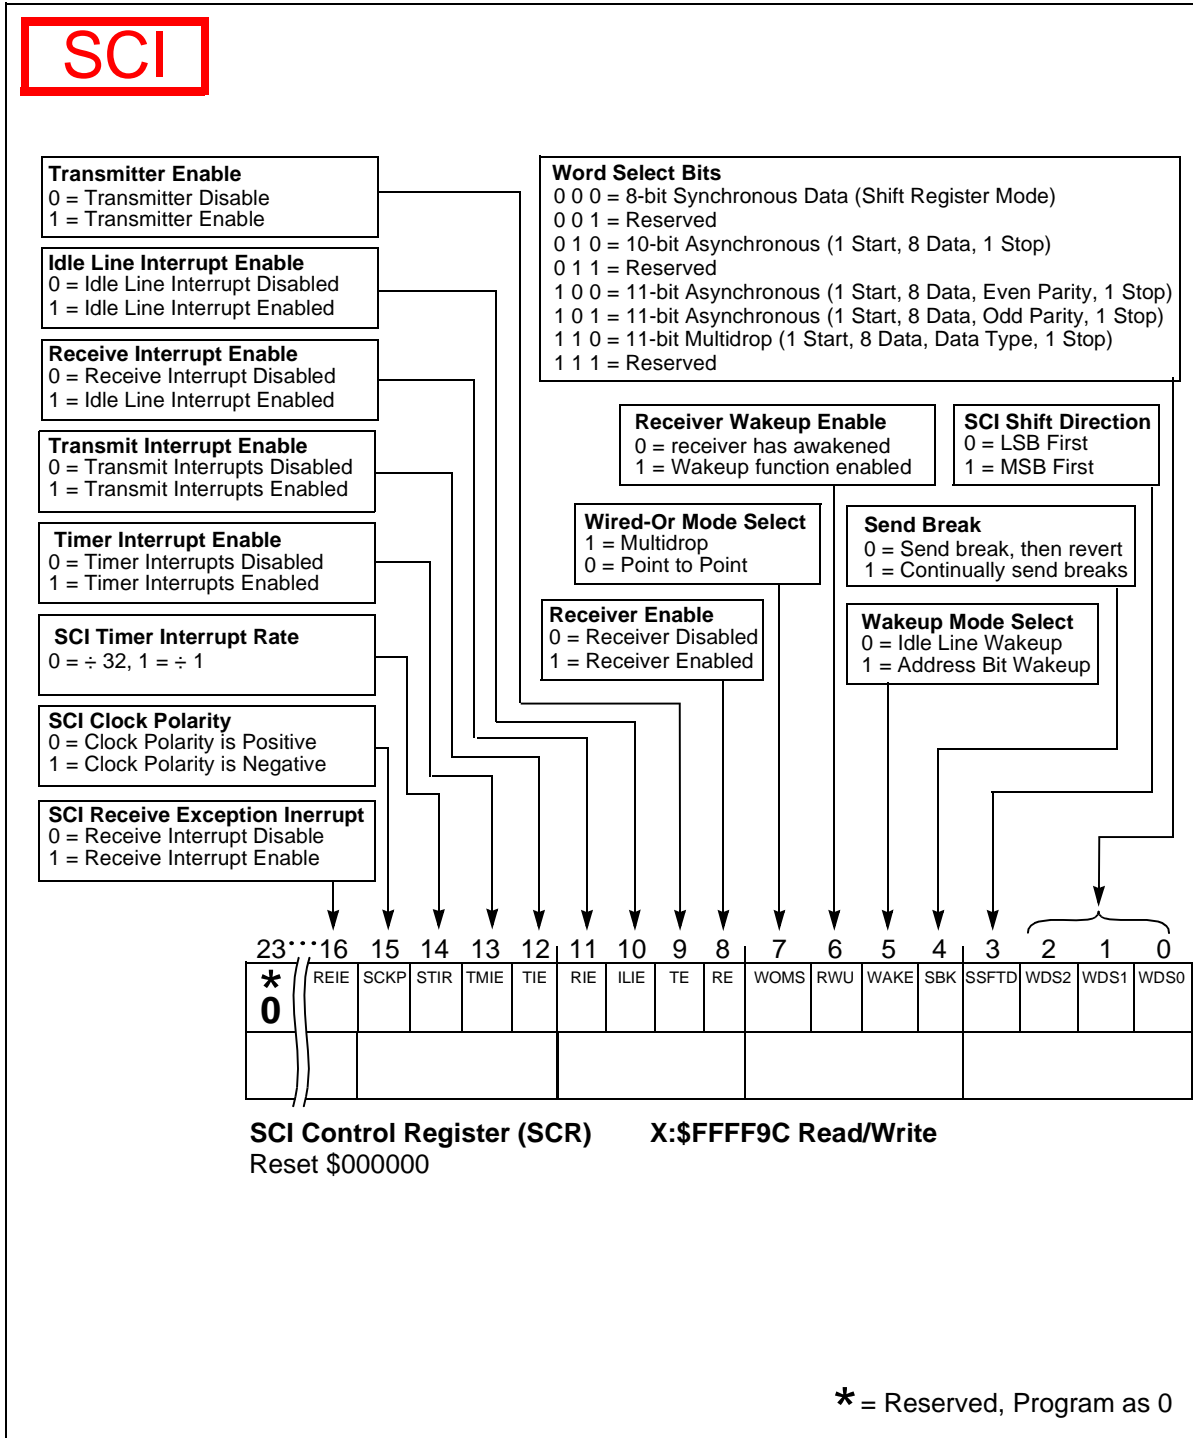 SCI
Transmitter Enable
0 = Transmitter Disable
1 = Transmitter Enable
Idle Line Interrupt Enable
0 = Idle Line Interrupt Disabled
1 = Idle Line Interrupt Enabled
Receive Interrupt Enable
0 = Receive Interrupt Disabled
1 = Idle Line Interrupt Enabled
Transmit Interrupt Enable
0 = Transmit Interrupts Disabled
1 = Transmit Interrupts Enabled
Timer Interrupt Enable
0 = Timer Interrupts Disabled
1 = Timer Interrupts Enabled
SCI Timer Interrupt Rate
0 = ÷ 32, 1 = ÷ 1
SCI Clock Polarity
0 = Clock Polarity is Positive
1 = Clock Polarity is Negative
SCI Receive Exception Inerrupt
0 = Receive Interrupt Disable
1 = Receive Interrupt Enable
Word Select Bits
0 0 0 = 8-bit Synchronous Data (Shift Register Mode)
0 0 1 = Reserved
0 1 0 = 10-bit Asynchronous (1 Start, 8 Data, 1 Stop)
0 1 1 = Reserved
1 0 0 = 11-bit Asynchronous (1 Start, 8 Data, Even Parity, 1 Stop)
1 0 1 = 11-bit Asynchronous (1 Start, 8 Data, Odd Parity, 1 Stop)
1 1 0 = 11-bit Multidrop (1 Start, 8 Data, Data Type, 1 Stop)
1 1 1 = Reserved
Receiver Wakeup Enable
0 = receiver has awakened
1 = Wakeup function enabled
SCI Shift Direction
0 = LSB First
1 = MSB First
Wired-Or Mode Select
1 = Multidrop
0 = Point to Point
Send Break
0 = Send break, then revert
1 = Continually send breaks
Receiver Enable
0 = Receiver Disabled
1 = Receiver Enabled
Wakeup Mode Select
0 = Idle Line Wakeup
1 = Address Bit Wakeup
23 ··· 16 15 14 13 12 11 10 9 8 7 6 5 4 3 2 1 0
* REIE SCKP STIR TMIE TIE RIE ILIE TE RE WOMS RWU WAKE SBK SSFTD WDS2 WDS1 WDS0
0
SCI Control Register (SCR) X:$FFFF9C Read/Write
Reset $000000
* = Reserved, Program as 0